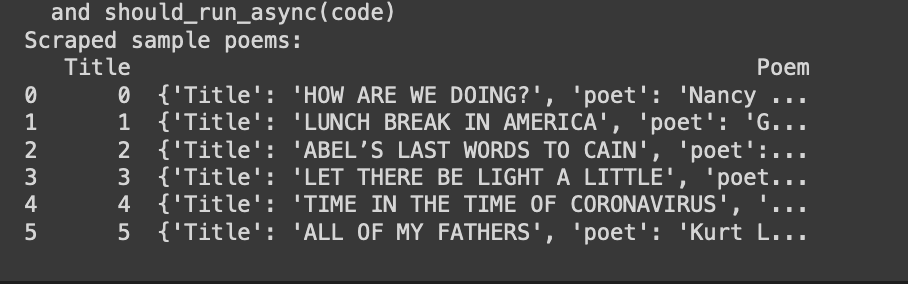 and should_run_async(code)
Scraped sample poems:
Title Poem
0 0 {'Title': 'HOW ARE WE DOING?', 'poet': 'Nancy ...
1 1 {'Title': 'LUNCH BREAK IN AMERICA', 'poet': 'G...
2 2 {'Title': 'ABEL’S LAST WORDS TO CAIN', 'poet':...
3 3 {'Title': 'LET THERE BE LIGHT A LITTLE', 'poet...
4 4 {'Title': 'TIME IN THE TIME OF CORONAVIRUS', '...
5 5 {'Title': 'ALL OF MY FATHERS', 'poet': 'Kurt L...